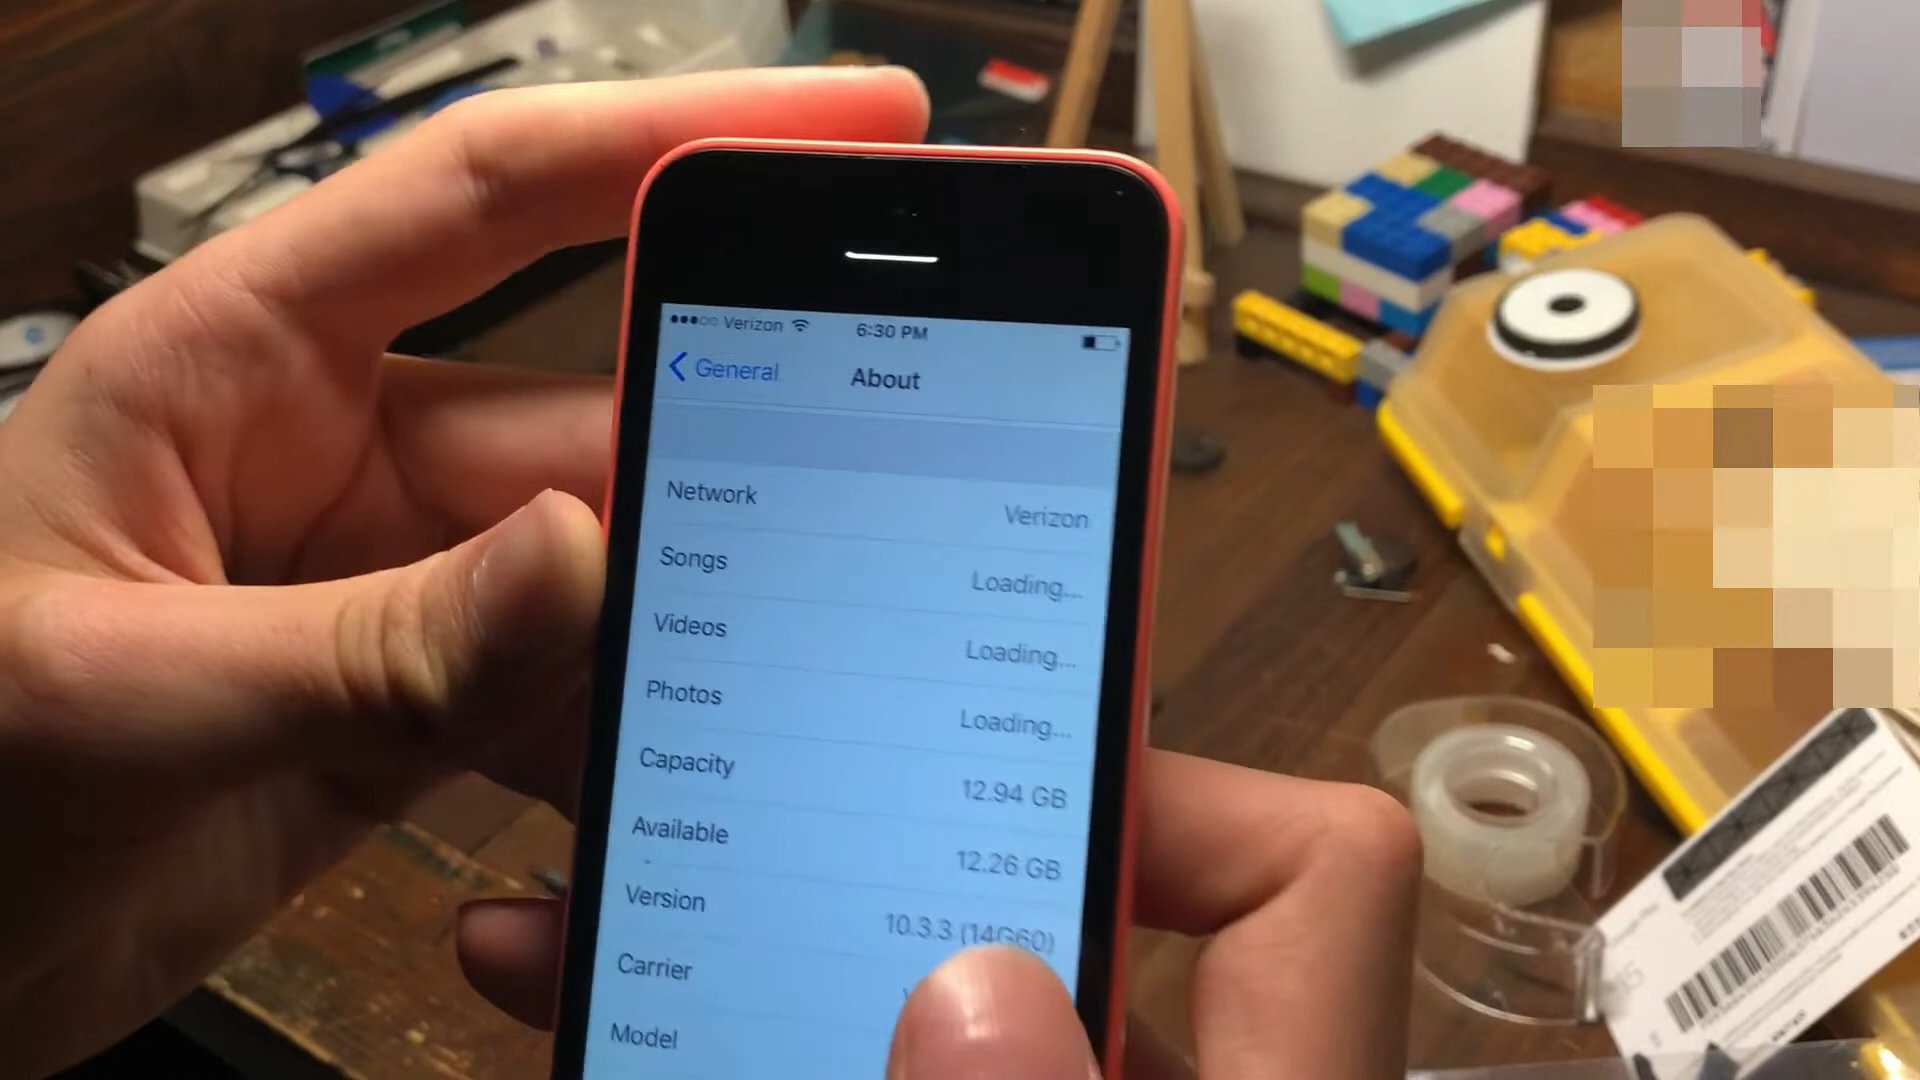 Verizon 6:30 PM
General About
Network Verizon
Songs Loading...
Videos Loading...
Photos Loading...
Capacity 12.94 GB
Available 12.26 GB
Version 10.3.3 (14G60)
Carrier
Model